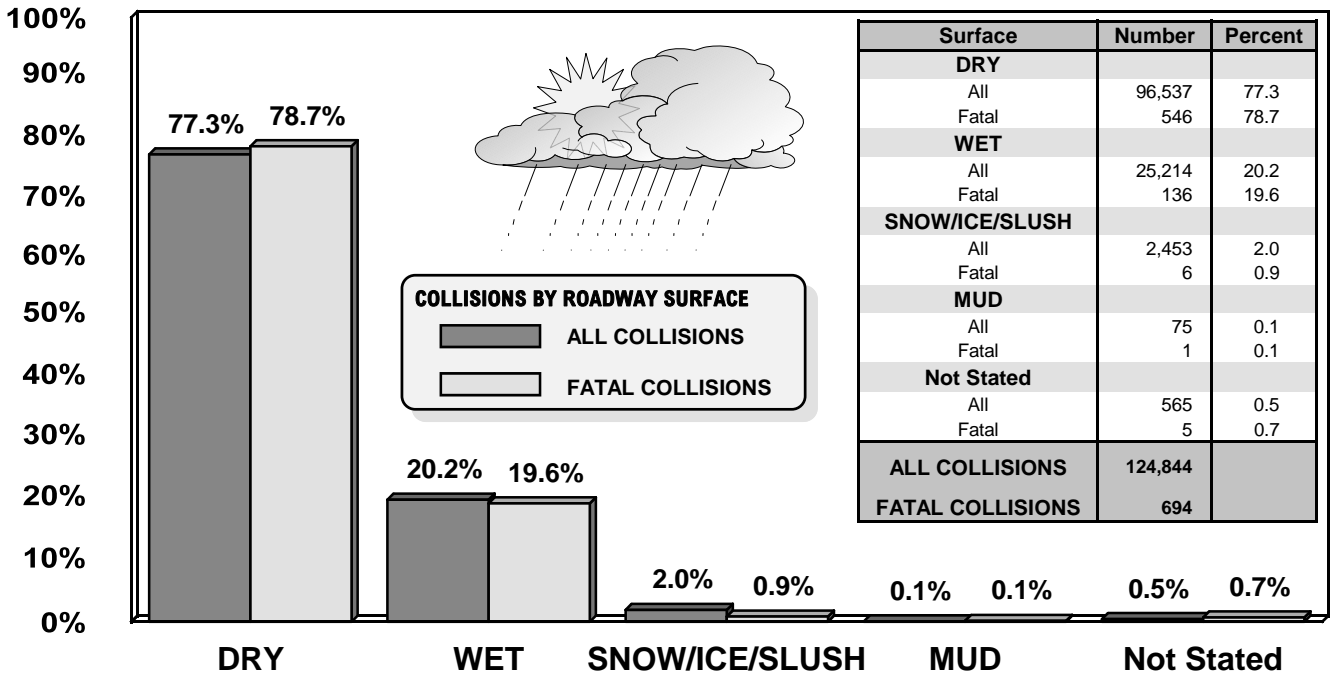 100%
90%
80%
70%
60%
50%
40%
30%
20%
10%
0%
77.3% 78.7%
20.2% 19.6%
2.0% 0.9%
0.1% 0.1%
0.5% 0.7%
DRY WET SNOW/ICE/SLUSH MUD Not Stated
COLLISIONS BY ROADWAY SURFACE
ALL COLLISIONS
FATAL COLLISIONS
Surface Number Percent
DRY
All 96,537 77.3
Fatal 546 78.7
WET
All 25,214 20.2
Fatal 136 19.6
SNOW/ICE/SLUSH
All 2,453 2.0
Fatal 6 0.9
MUD
All 75 0.1
Fatal 1 0.1
Not Stated
All 565 0.5
Fatal 5 0.7
ALL COLLISIONS 124,844
FATAL COLLISIONS 694